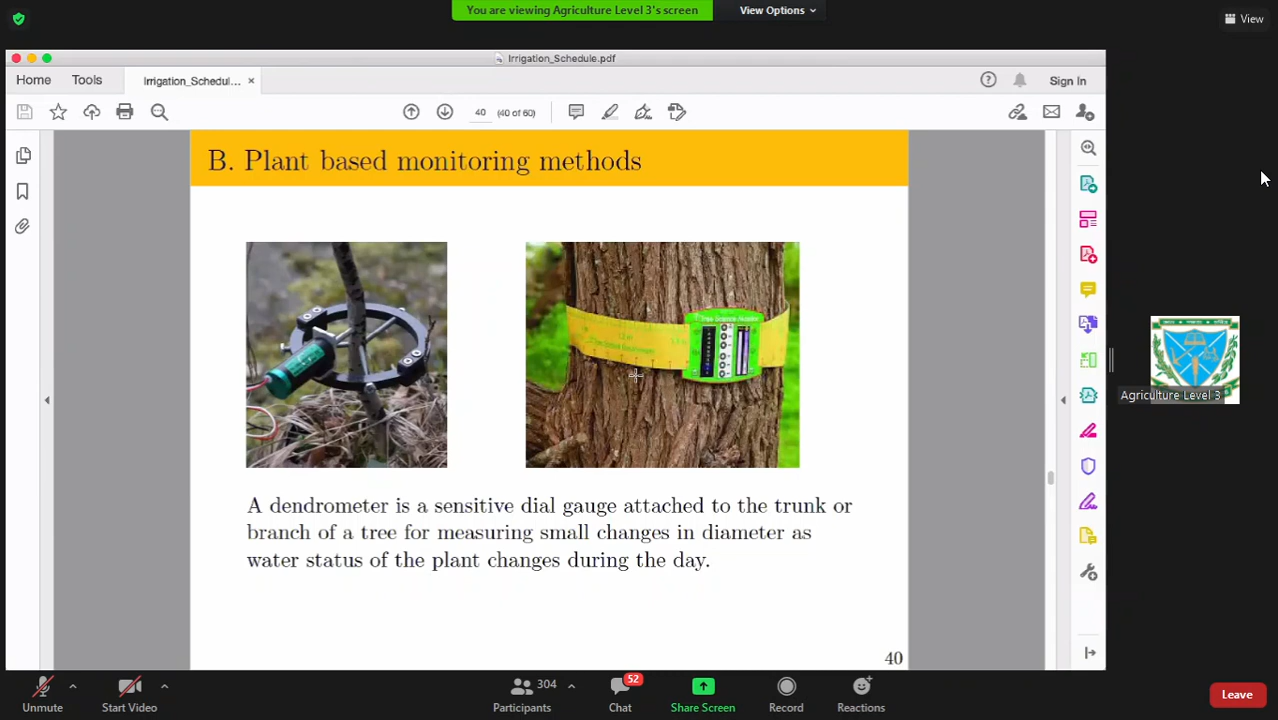 You are viewing Agriculture Level 3's screen
View Options
View
Irrigation_Schedule.pdf
Home
Tools
Irrigation_Schedul...
Sign In
40
(40 of 60)
B. Plant based monitoring methods
A dendrometer is a sensitive dial gauge attached to the trunk or
branch of a tree for measuring small changes in diameter as
water status of the plant changes during the day.
40
Agriculture Level 3
Unmute
Start Video
304
Participants
52
Chat
Share Screen
Record
Reactions
Leave